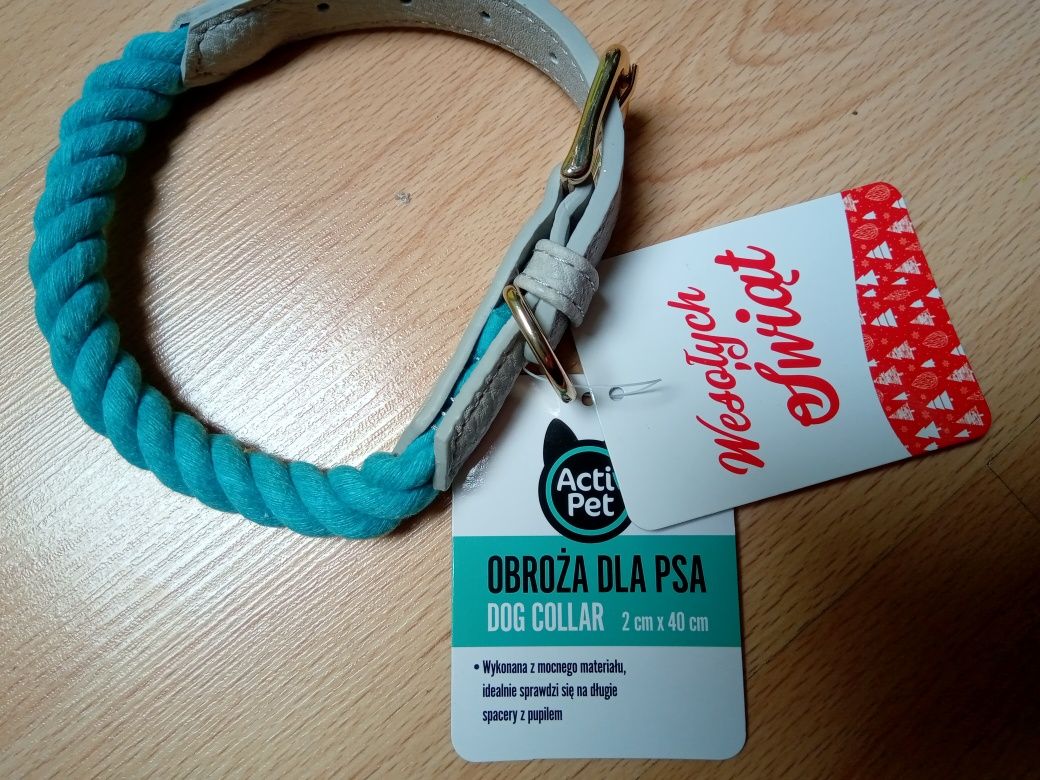 Wesołych
Świąt
Acti
Pet
OBROŻA DLA PSA
DOG COLLAR 2 cm x 40 cm
• Wykonana z mocnego materiału,
idealnie sprawdzi się na długie
spacery z pupilem